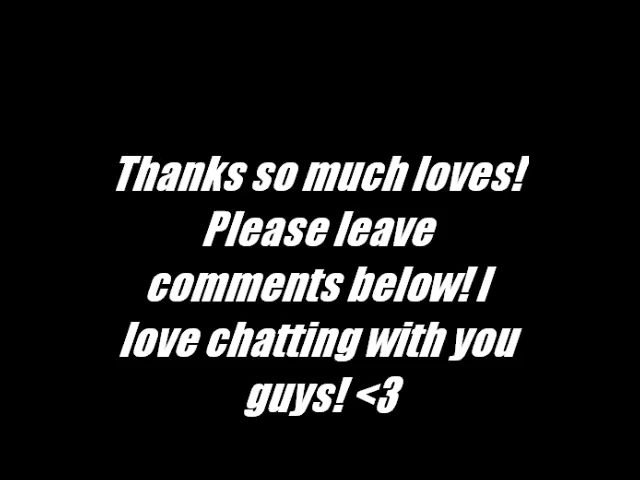 Thanks so much loves!
Please leave
comments below! I
love chatting with you
guys! <3